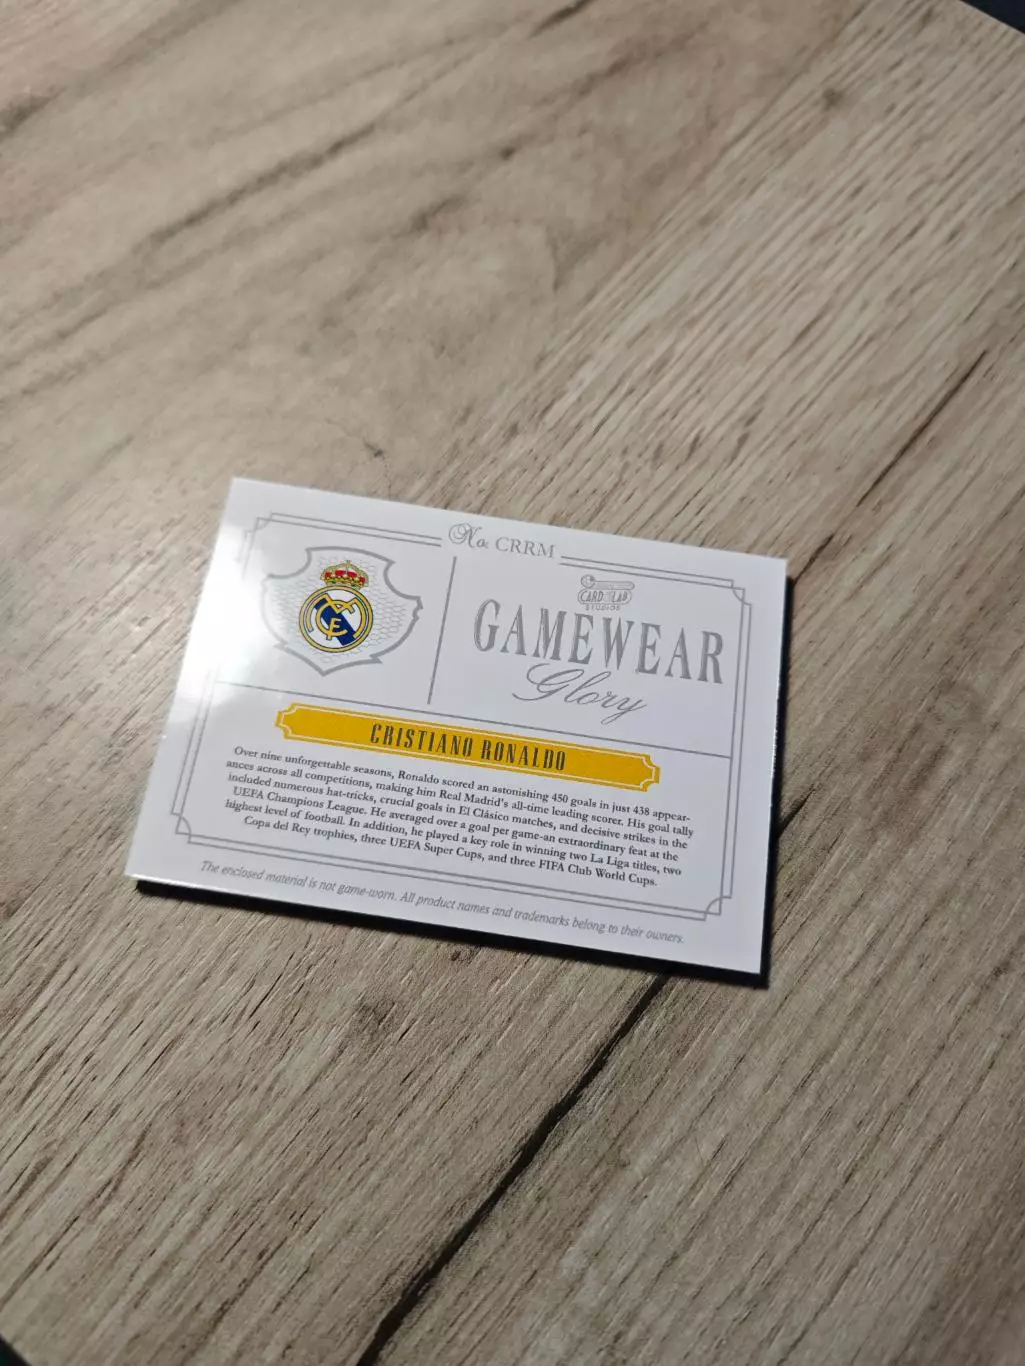 No: CRRM
CARD LAB
STUDIOS
GAMEWEAR
Glory
CRISTIANO RONALDO
Over nine unforgettable seasons, Ronaldo scored an astonishing 450 goals in just 438 appear-
ances across all competitions, making him Real Madrid's all-time leading scorer. His goal tally
included numerous hat-tricks, crucial goals in El Clásico matches, and decisive strikes in the
UEFA Champions League. He averaged over a goal per game-an extraordinary feat at the
highest level of football. In addition, he played a key role in winning two La Liga titles, two
Copa del Rey trophies, three UEFA Super Cups, and three FIFA Club World Cups.
The enclosed material is not game-worn. All product names and trademarks belong to their owners.